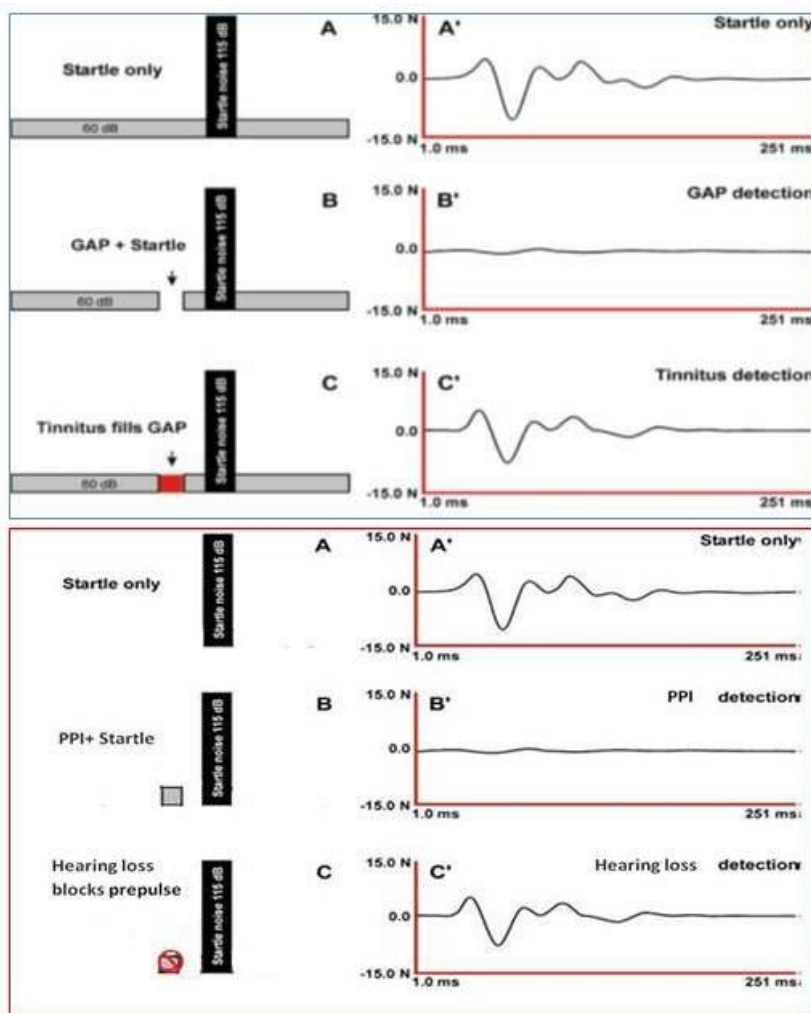 A
Startle only
Startle noise 115 dB
60 dB
A'
Startle only
15.0 N
0.0
-15.0 N
1.0 ms
251 ms
B
GAP + Startle
Startle noise 115 dB
60 dB
B'
GAP detection
15.0 N
0.0
-15.0 N
1.0 ms
251 ms
C
Tinnitus fills GAP
Startle noise 115 dB
60 dB
C'
Tinnitus detection
15.0 N
0.0
-15.0 N
1.0 ms
251 ms
A
Startle only
Startle noise 115 dB
A'
Startle only
15.0 N
0.0
-15.0 N
1.0 ms
251 ms
B
PPI+ Startle
Startle noise 115 dB
B'
PPI detection
15.0 N
0.0
-15.0 N
1.0 ms
251 ms
C
Hearing loss
blocks prepulse
Startle noise 115 dB
C'
Hearing loss detection
15.0 N
0.0
-15.0 N
1.0 ms
251 ms